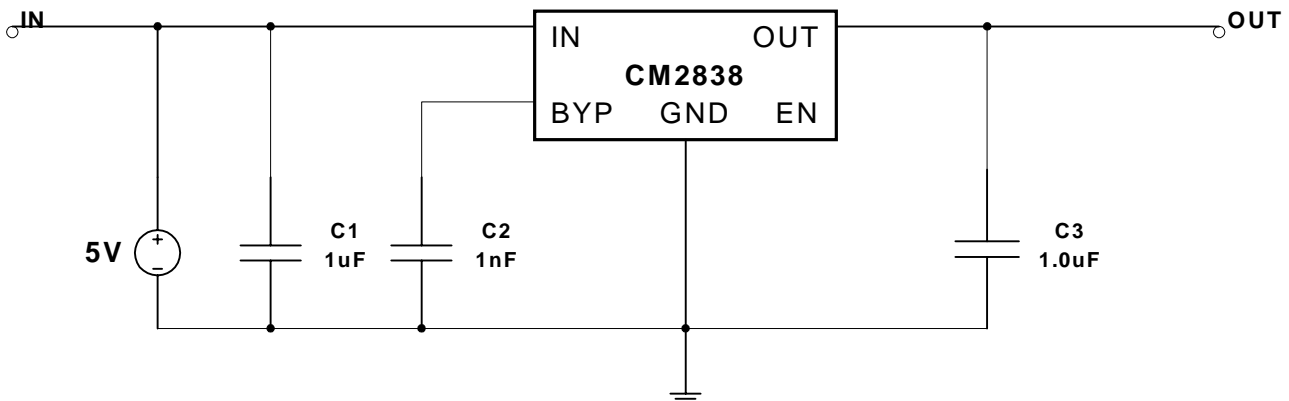 IN
OUT
IN OUT
CM2838
BYP GND EN
5V
+
–
C1
1uF
C2
1nF
C3
1.0uF